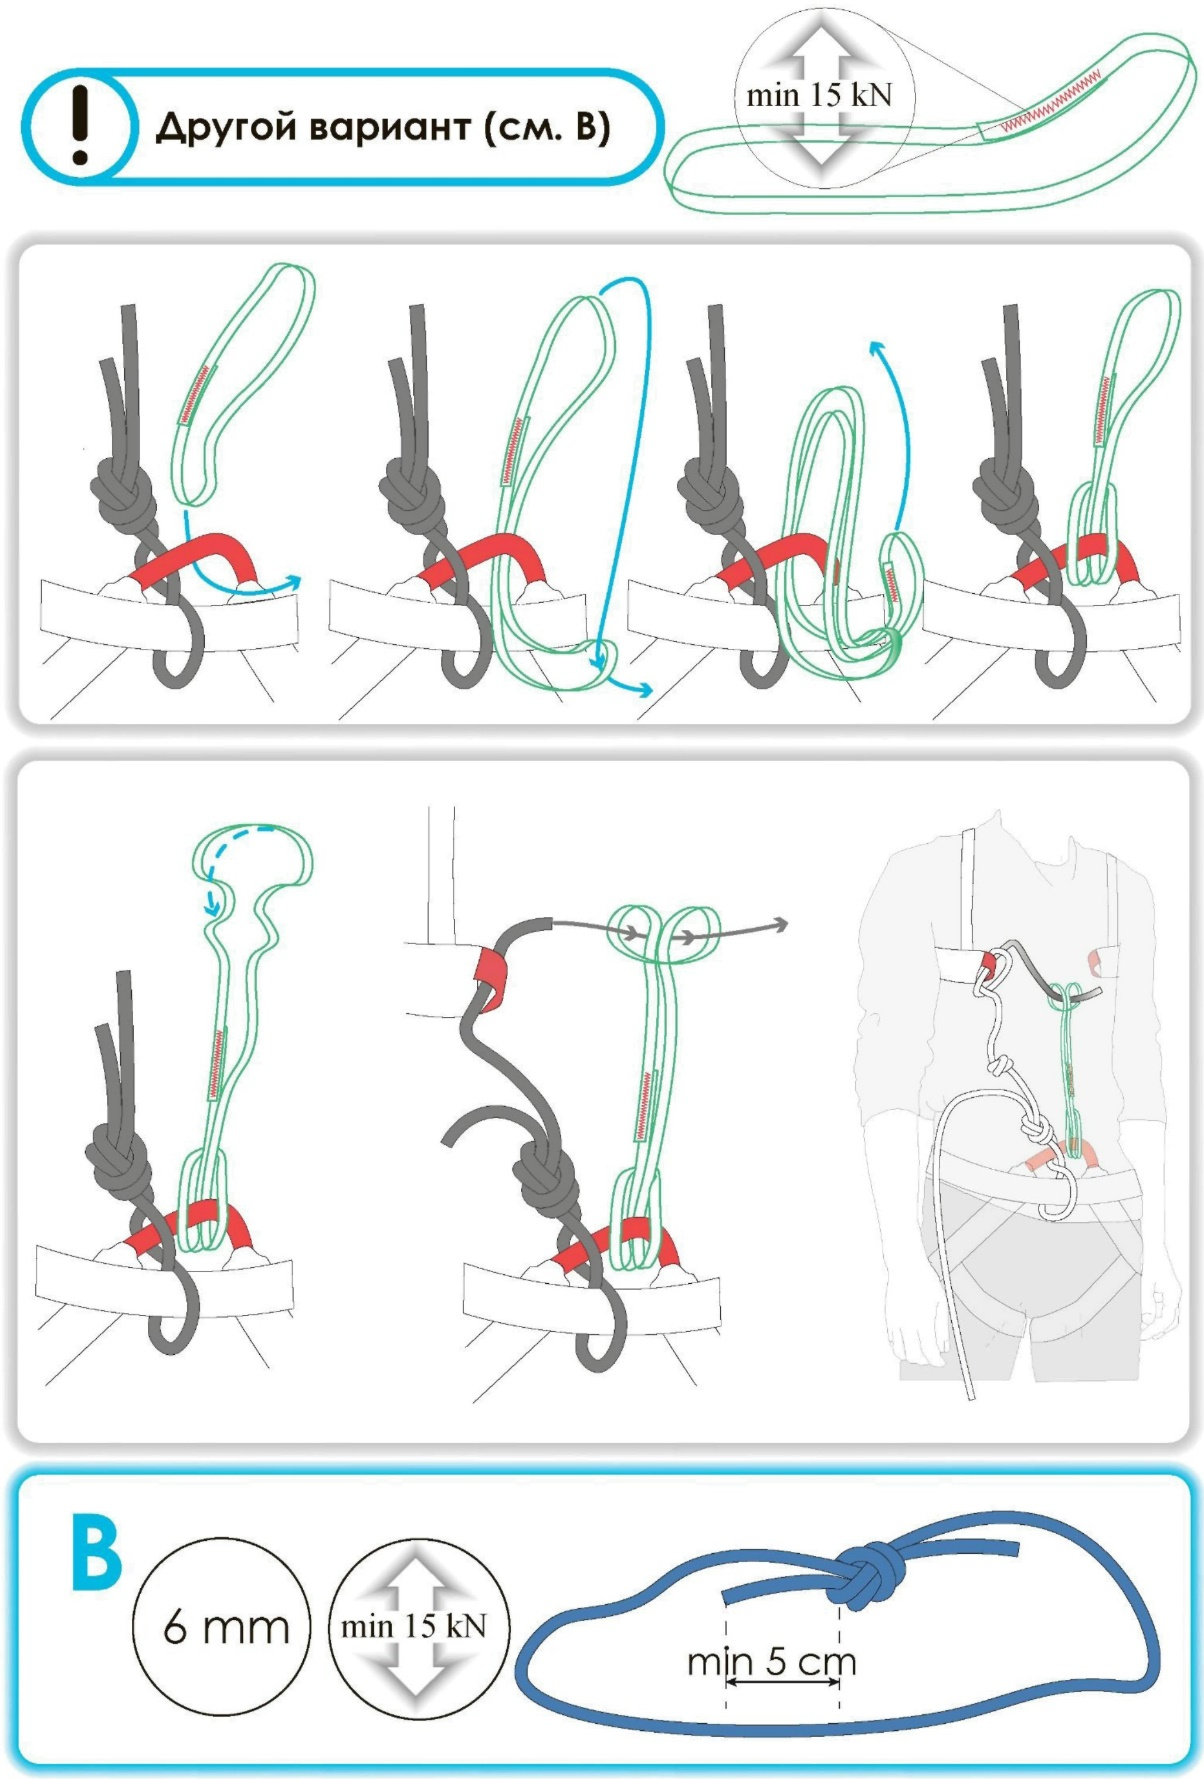 ! Другой вариант (см. В)
min 15 kN
В
6 mm
min 15 kN
min 5 cm